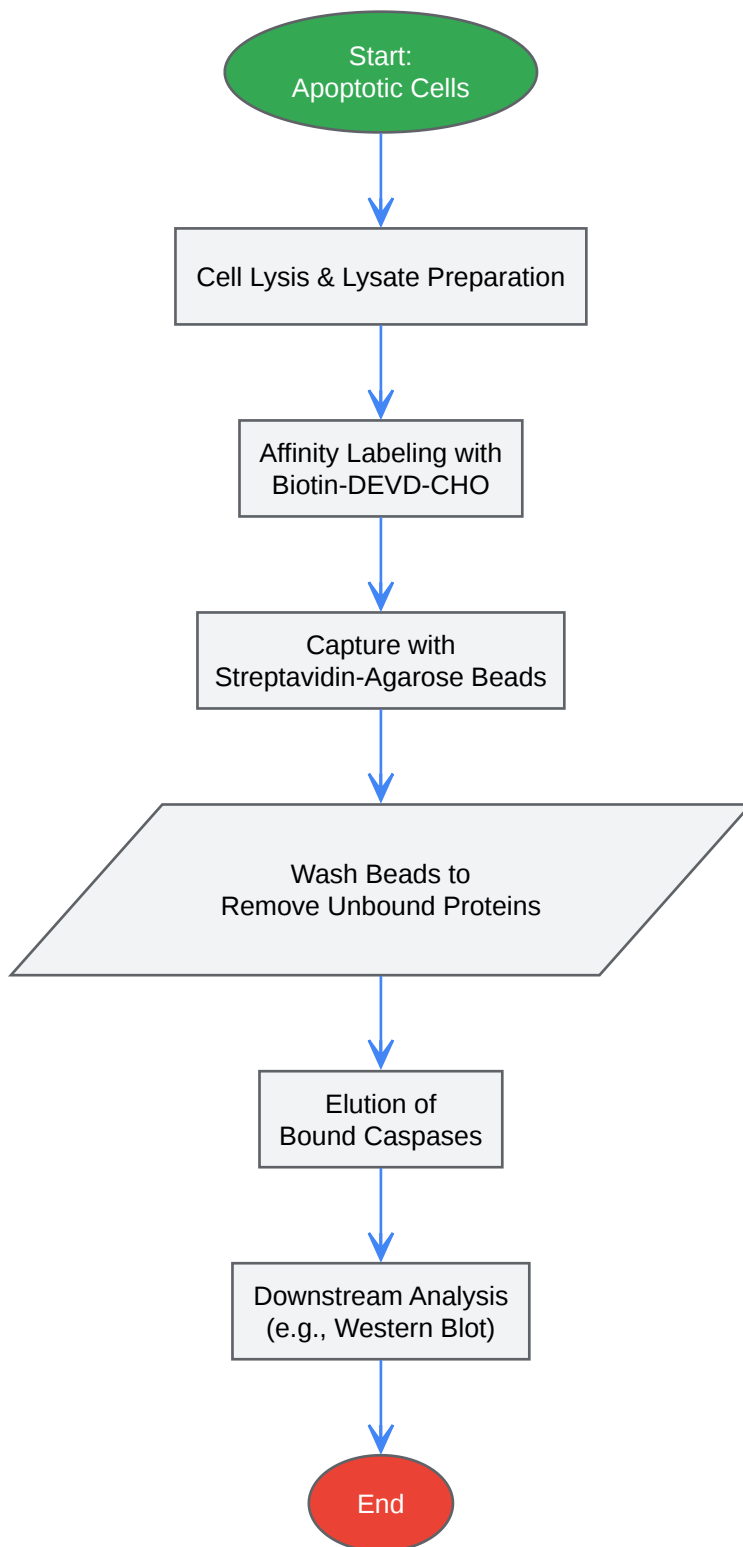 Start:
Apoptotic Cells
Cell Lysis & Lysate Preparation
Affinity Labeling with
Biotin-DEVD-CHO
Capture with
Streptavidin-Agarose Beads
Wash Beads to
Remove Unbound Proteins
Elution of
Bound Caspases
Downstream Analysis
(e.g., Western Blot)
End